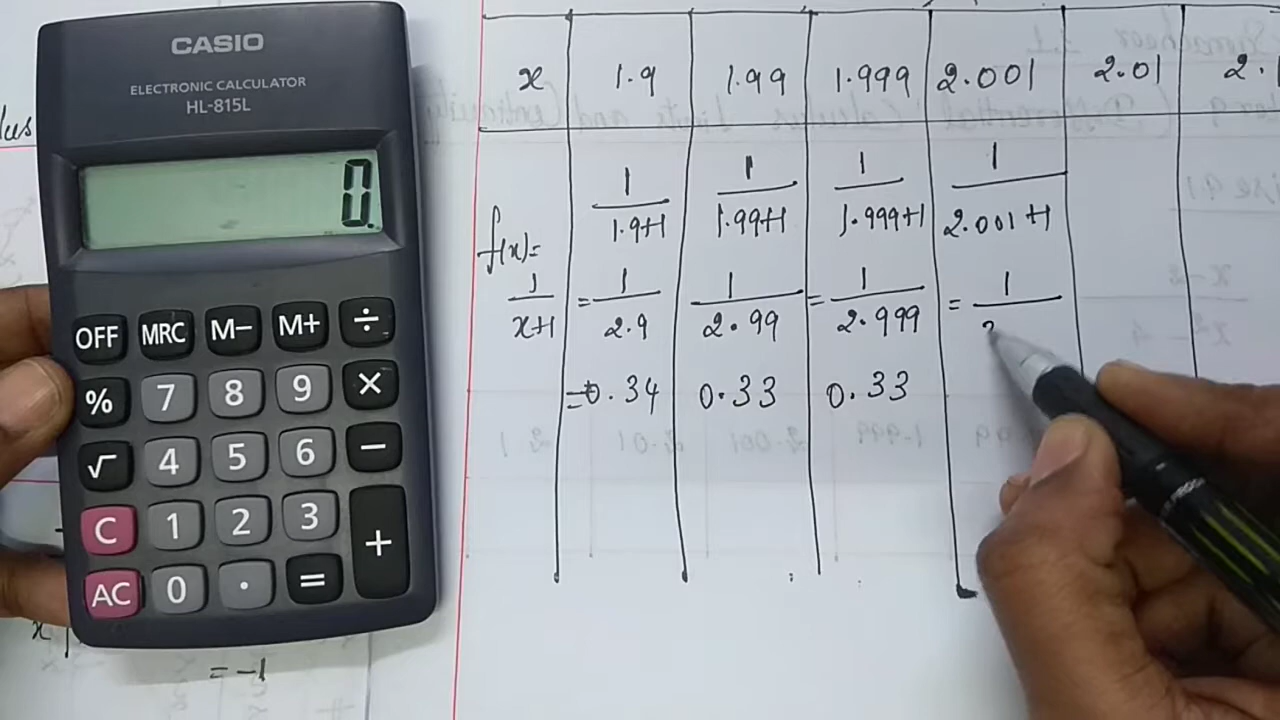 CASIO
ELECTRONIC CALCULATOR
HL-815L
0.
OFF MRC M− M+ ÷
% 7 8 9 ×
√ 4 5 6 −
C 1 2 3 +
AC 0 · =
= -1
x 1.9 1.99 1.999 2.001 2.01 2.1
f(x)= 1/(x+1)
1/(1.9+1) 1/(1.99+1) 1/(1.999+1) 1/(2.001+1)
= 1/2.9 1/2.99 = 1/2.999 = 1/
= 0.34 0.33 0.33